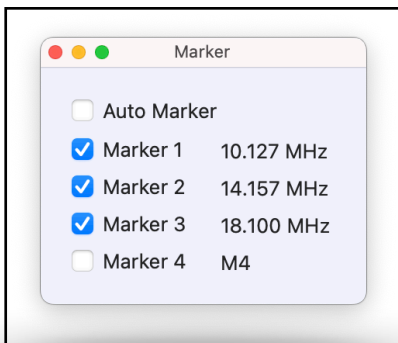 Marker
Auto Marker
Marker 1 10.127 MHz
Marker 2 14.157 MHz
Marker 3 18.100 MHz
Marker 4 M4